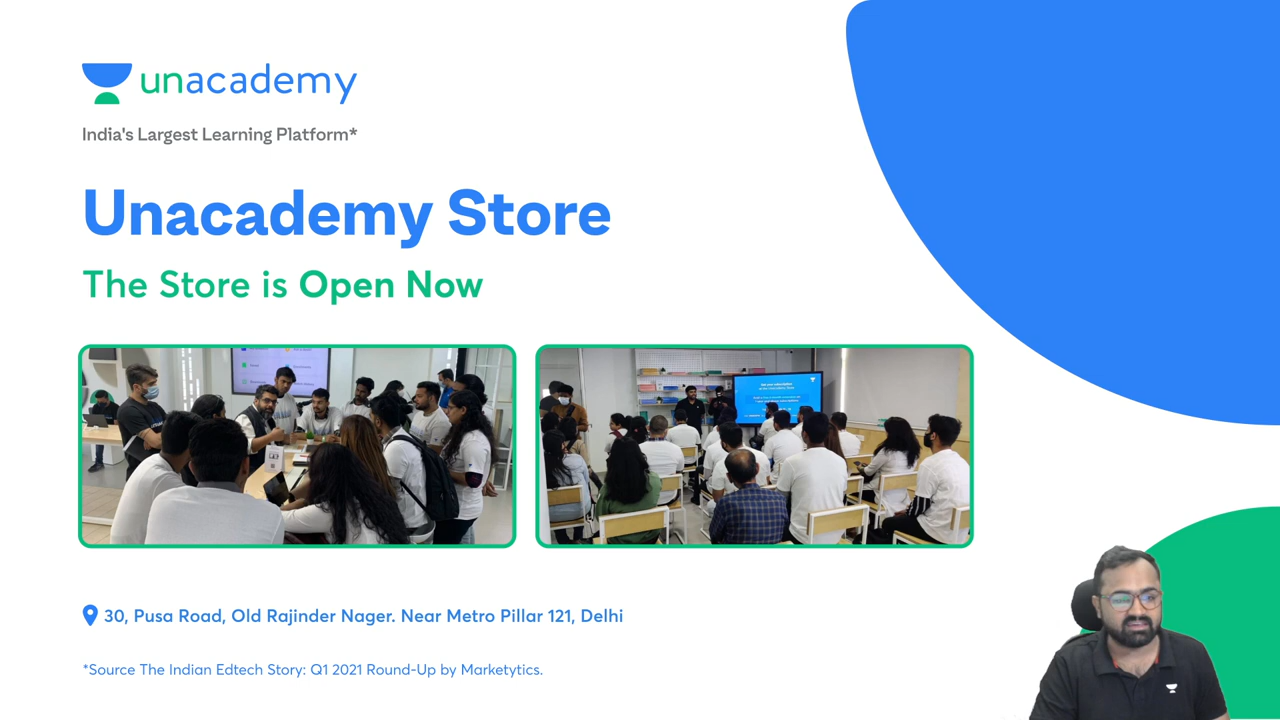 unacademy
India's Largest Learning Platform*
Unacademy Store
The Store is Open Now
30, Pusa Road, Old Rajinder Nager. Near Metro Pillar 121, Delhi
*Source The Indian Edtech Story: Q1 2021 Round-Up by Marketytics.